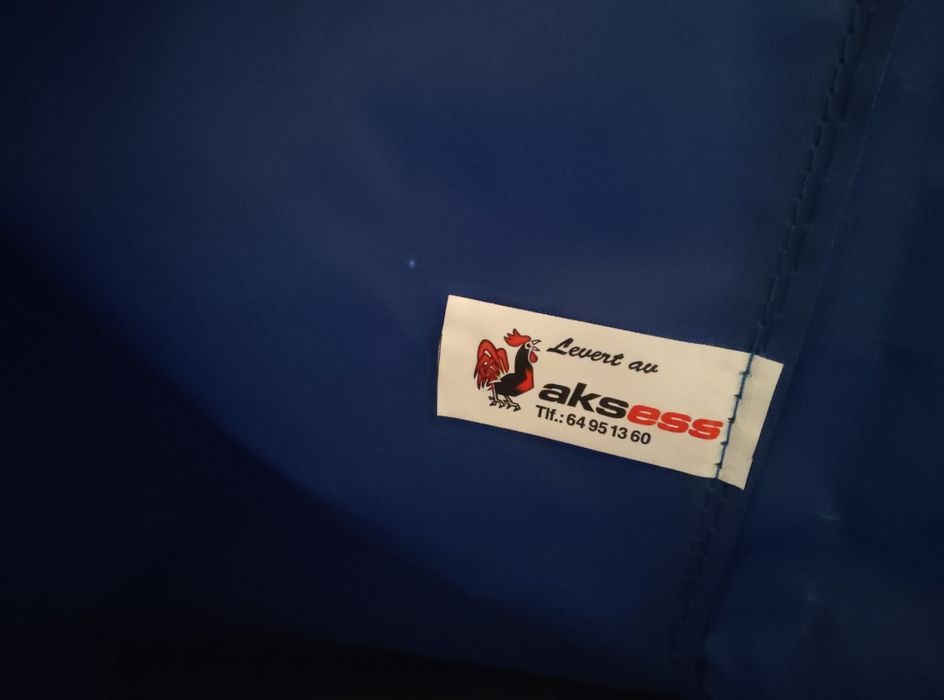 Levert av
aksess
Tlf.: 64 95 13 60